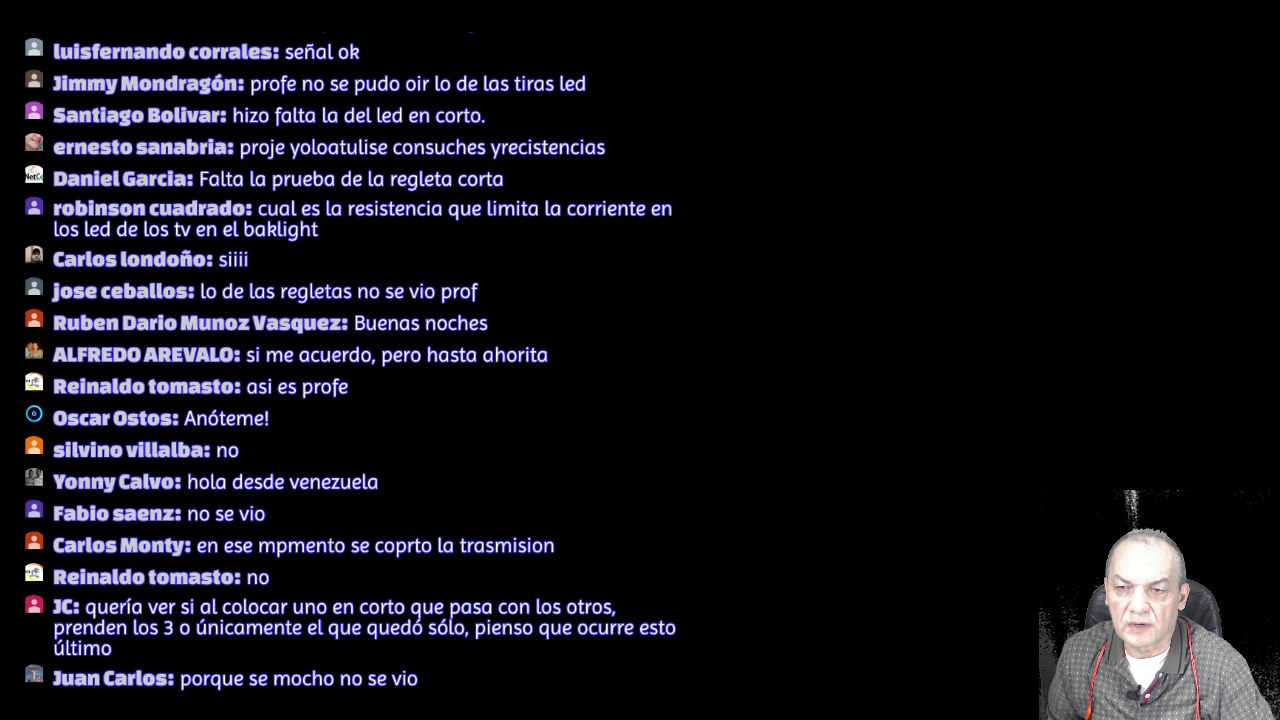 luisfernando corrales: señal ok
Jimmy Mondragón: profe no se pudo oir lo de las tiras led
Santiago Bolivar: hizo falta la del led en corto.
ernesto sanabria: proje yoloatulise consuches yrecistencias
Daniel Garcia: Falta la prueba de la regleta corta
robinson cuadrado: cual es la resistencia que limita la corriente en
los led de los tv en el baklight
Carlos londoño: siiii
jose ceballos: lo de las regletas no se vio prof
Ruben Dario Munoz Vasquez: Buenas noches
ALFREDO AREVALO: si me acuerdo, pero hasta ahorita
Reinaldo tomasto: asi es profe
Oscar Ostos: Anóteme!
silvino villalba: no
Yonny Calvo: hola desde venezuela
Fabio saenz: no se vio
Carlos Monty: en ese mpmento se coprto la trasmision
Reinaldo tomasto: no
JC: quería ver si al colocar uno en corto que pasa con los otros,
prenden los 3 o únicamente el que quedó sólo, pienso que ocurre esto
último
Juan Carlos: porque se mocho no se vio